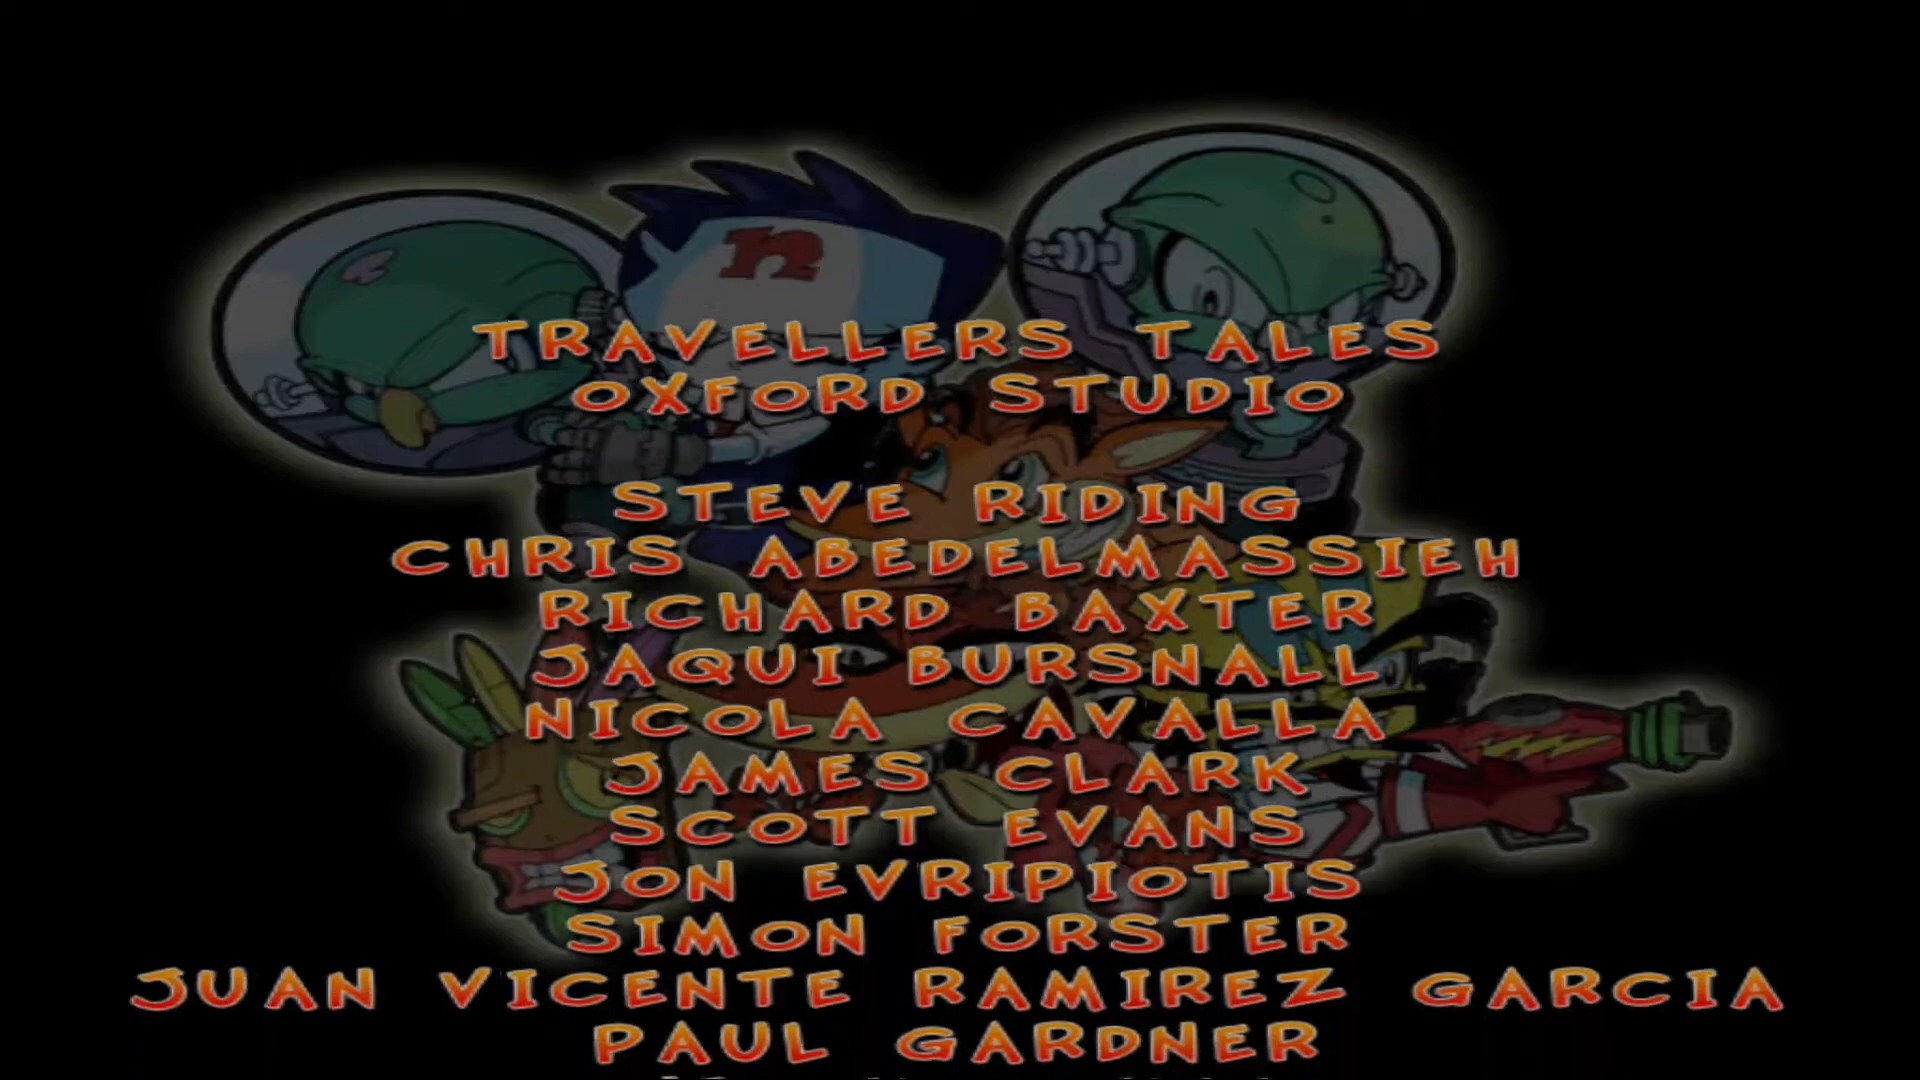 n
TRAVELLERS TALES
OXFORD STUDIO
STEVE RIDING
CHRIS ABEDELMASSIEH
RICHARD BAXTER
JAQUI BURSNALL
NICOLA CAVALLA
JAMES CLARK
SCOTT EVANS
JON EVRIPIOTIS
SIMON FORSTER
JUAN VICENTE RAMIREZ GARCIA
PAUL GARDNER